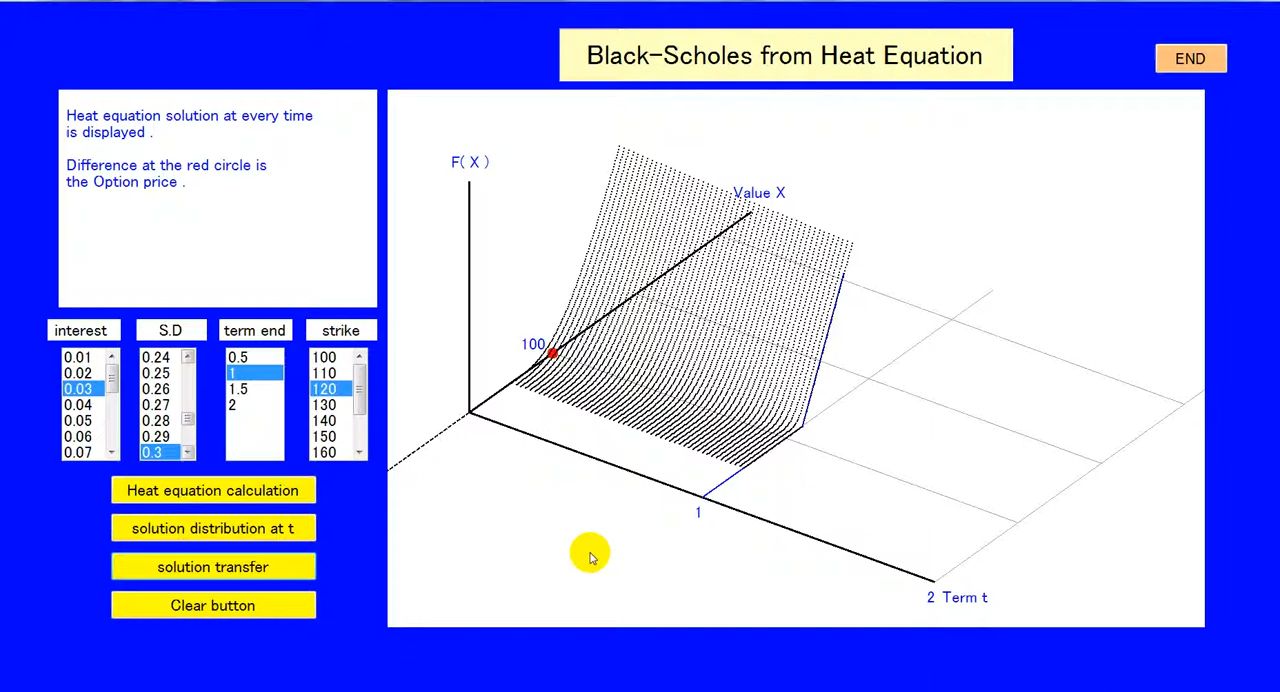 Black-Scholes from Heat Equation
END
Heat equation solution at every time
is displayed .
Difference at the red circle is
the Option price .
F( X )
Value X
100
1
2 Term t
interest
S.D
term end
strike
0.01
0.02
0.03
0.04
0.05
0.06
0.07
0.24
0.25
0.26
0.27
0.28
0.29
0.3
0.5
1
1.5
2
100
110
120
130
140
150
160
Heat equation calculation
solution distribution at t
solution transfer
Clear button